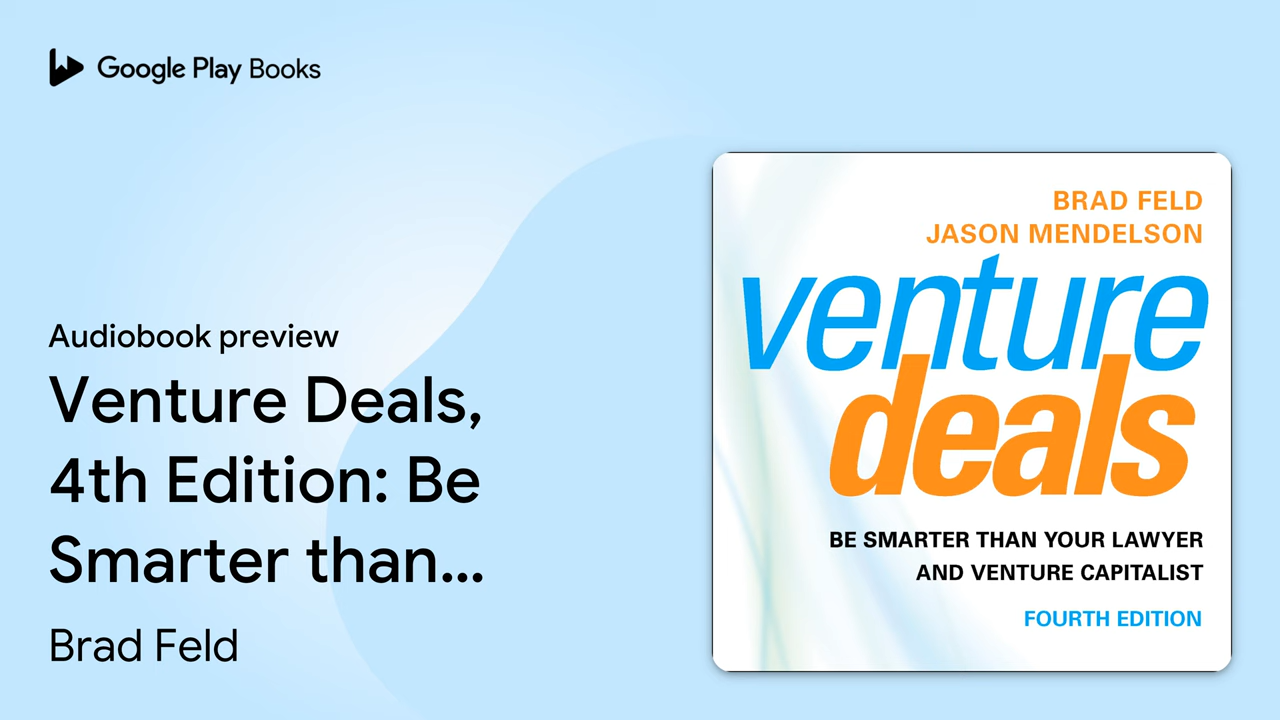 Google Play Books
Audiobook preview
Venture Deals,
4th Edition: Be
Smarter than...
Brad Feld
BRAD FELD
JASON MENDELSON
venture
deals
BE SMARTER THAN YOUR LAWYER
AND VENTURE CAPITALIST
FOURTH EDITION